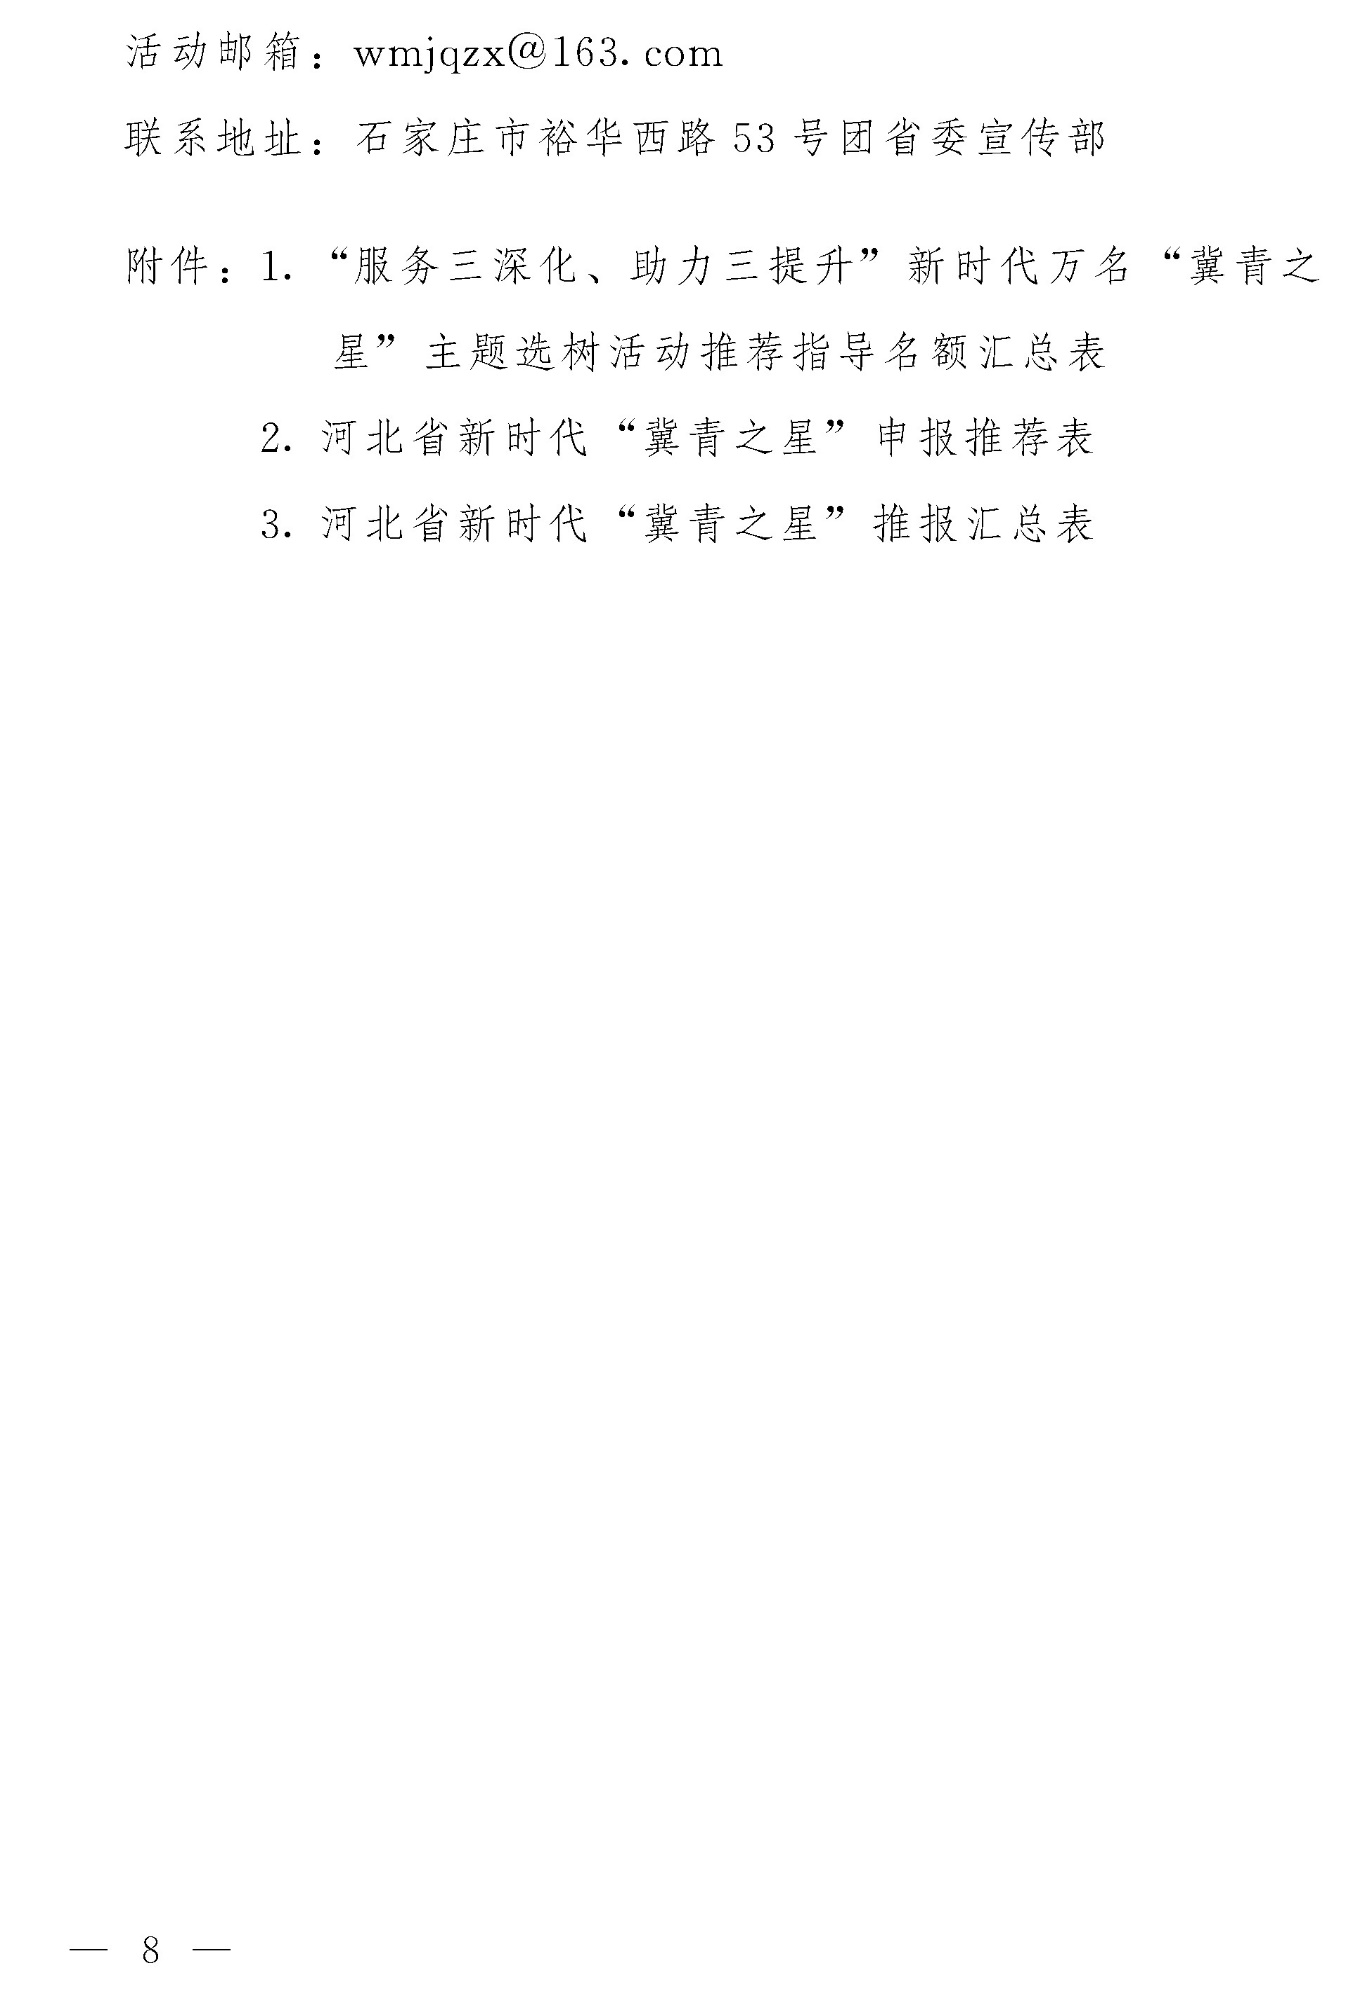 活动邮箱：wmjqzx@163.com
联系地址：石家庄市裕华西路53号团省委宣传部
附件：1.“服务三深化、助力三提升”新时代万名“冀青之
星”主题选树活动推荐指导名额汇总表
2.河北省新时代“冀青之星”申报推荐表
3.河北省新时代“冀青之星”推报汇总表
— 8 —